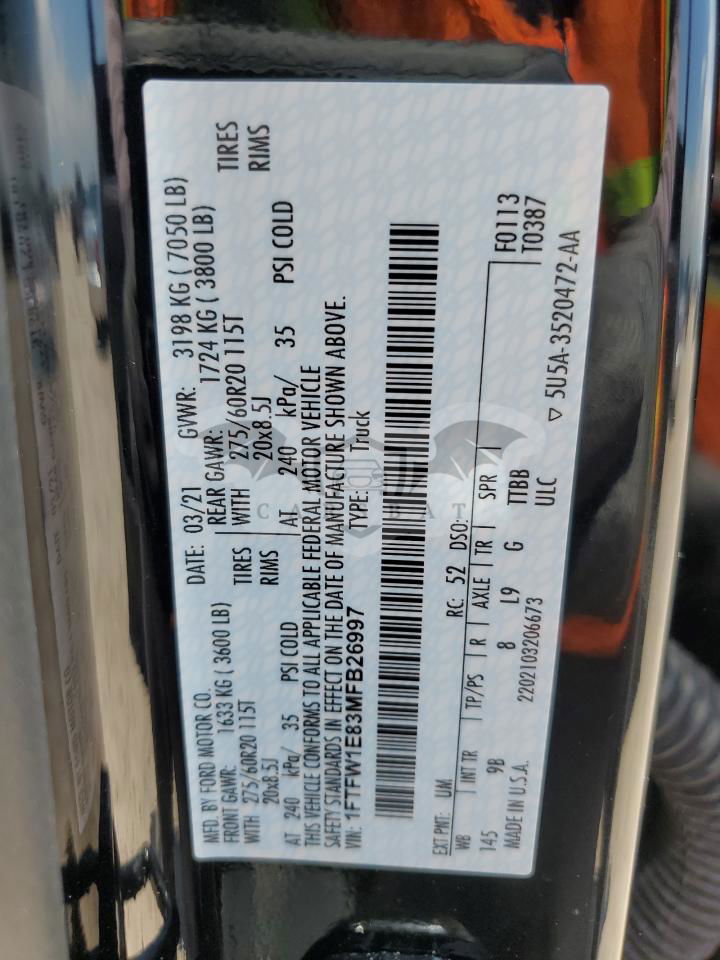 MFD. BY FORD MOTOR CO.
DATE: 03/21 GVWR: 3198 KG ( 7050 LB)
FRONT GAWR: 1633 KG ( 3600 LB)
REAR GAWR: 1724 KG ( 3800 LB)
WITH 275/60R20 115T TIRES
WITH 275/60R20 115T TIRES
20x8.5J RIMS
20x8.5J RIMS
AT 240 kPa/ 35 PSI COLD
AT 240 kPa/ 35 PSI COLD
THIS VEHICLE CONFORMS TO ALL APPLICABLE FEDERAL MOTOR VEHICLE
SAFETY STANDARDS IN EFFECT ON THE DATE OF MANUFACTURE SHOWN ABOVE.
VIN: 1FTFW1E83MFB26997 TYPE: Truck
EXT PNT: UM RC: 52 DSO:
WB INT TR TP/PS R AXLE TR SPR F0113
145 9B 8 L9 G TTBB T0387
MADE IN U.S.A. 2202103206673 ULC
5U5A-3520472-AA
CARBAT